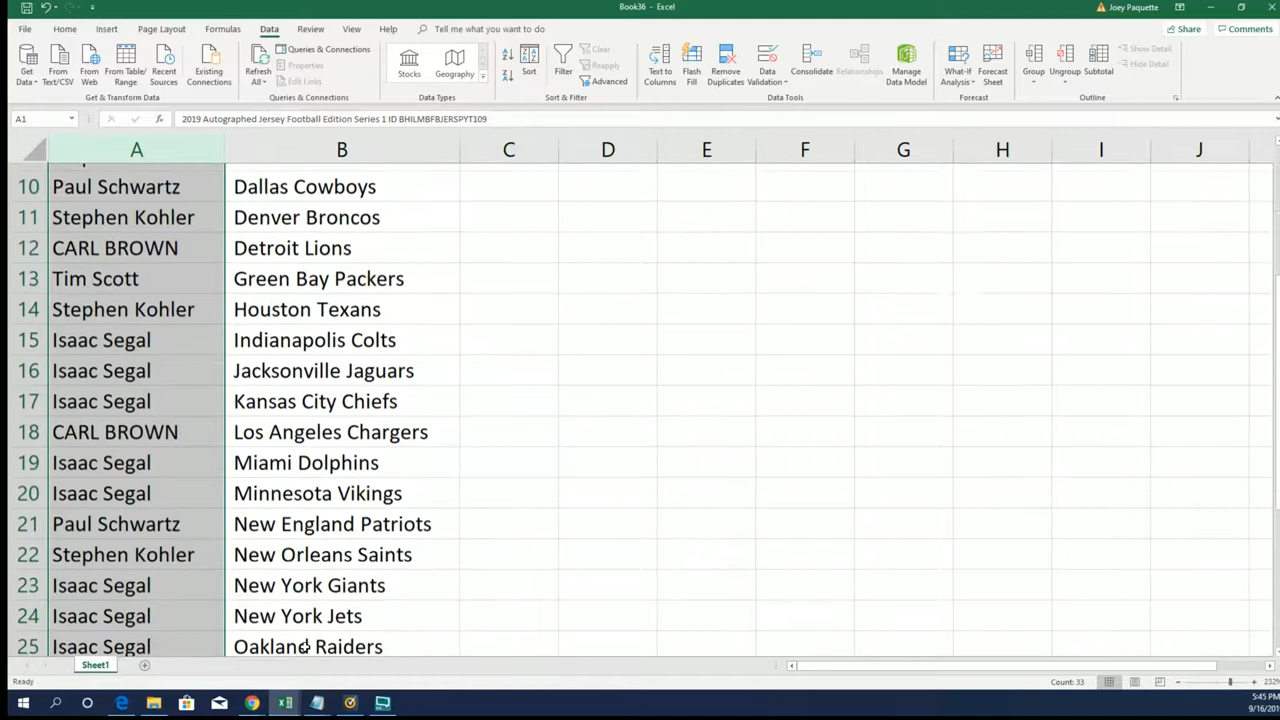 Book36 - Excel
Joey Paquette
File Home Insert Page Layout Formulas Data Review View Help Tell me what you want to do
Share Comments
Get Data From Text/CSV From Web From Table/ Range Recent Sources Existing Connections
Get & Transform Data
Refresh All Queries & Connections Properties Edit Links
Queries & Connections
Stocks Geography
Data Types
Sort Filter Clear Reapply Advanced
Sort & Filter
Text to Columns Flash Fill Remove Duplicates Data Validation Consolidate Relationships Manage Data Model
Data Tools
What-If Analysis Forecast Sheet
Forecast
Group Ungroup Subtotal Show Detail Hide Detail
Outline
A1 fx 2019 Autographed Jersey Football Edition Series 1 ID BHILMBFBJERSPYT109
A B C D E F G H I J
10 Paul Schwartz Dallas Cowboys
11 Stephen Kohler Denver Broncos
12 CARL BROWN Detroit Lions
13 Tim Scott Green Bay Packers
14 Stephen Kohler Houston Texans
15 Isaac Segal Indianapolis Colts
16 Isaac Segal Jacksonville Jaguars
17 Isaac Segal Kansas City Chiefs
18 CARL BROWN Los Angeles Chargers
19 Isaac Segal Miami Dolphins
20 Isaac Segal Minnesota Vikings
21 Paul Schwartz New England Patriots
22 Stephen Kohler New Orleans Saints
23 Isaac Segal New York Giants
24 Isaac Segal New York Jets
25 Isaac Segal Oakland Raiders
Sheet1
Ready Count: 33 232%
5:45 PM